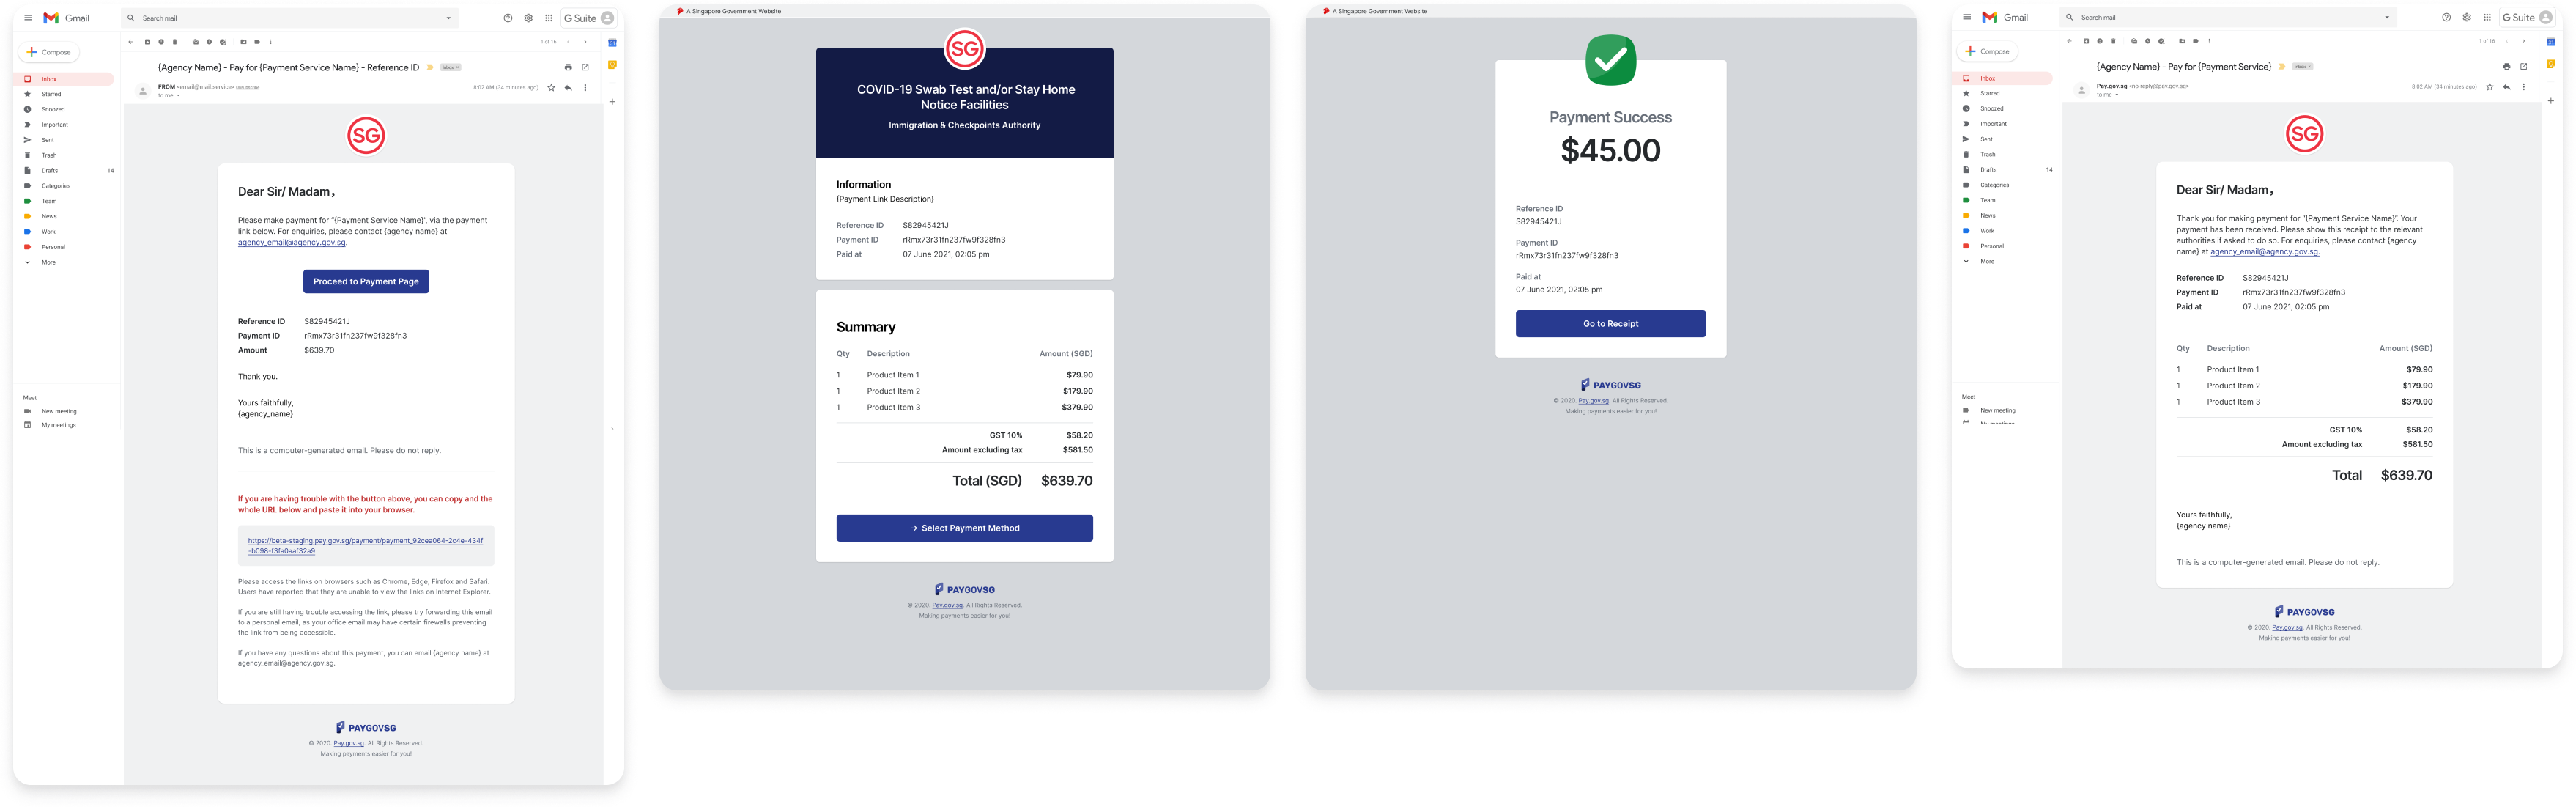 Gmail
Search mail
G Suite
Compose
1 of 16
Inbox
Starred
Snoozed
Important
Sent
Trash
Drafts 14
Categories
Team
News
Work
Personal
More
Meet
New meeting
My meetings
{Agency Name} - Pay for {Payment Service Name} - Reference ID
Inbox ×
FROM <email@mail.service> Unsubscribe
8:02 AM (34 minutes ago)
to me
SG
Dear Sir/ Madam,
Please make payment for "{Payment Service Name}", via the payment
link below. For enquiries, please contact {agency name} at
agency_email@agency.gov.sg.
Proceed to Payment Page
Reference ID S82945421J
Payment ID rRmx73r31fn237fw9f328fn3
Amount $639.70
Thank you.
Yours faithfully,
{agency_name}
This is a computer-generated email. Please do not reply.
If you are having trouble with the button above, you can copy and the
whole URL below and paste it into your browser.
https://beta-staging.pay.gov.sg/payment/payment_92cea064-2c4e-434f
-b098-f3fa0aaf32a9
Please access the links on browsers such as Chrome, Edge, Firefox and Safari.
Users have reported that they are unable to view the links on Internet Explorer.
If you are still having trouble accessing the link, please try forwarding this email
to a personal email, as your office email may have certain firewalls preventing
the link from being accessible.
If you have any questions about this payment, you can email {agency name} at
agency_email@agency.gov.sg.
PAYGOVSG
© 2020. Pay.gov.sg. All Rights Reserved.
Making payments easier for you!
A Singapore Government Website
SG
COVID-19 Swab Test and/or Stay Home
Notice Facilities
Immigration & Checkpoints Authority
Information
{Payment Link Description}
Reference ID S82945421J
Payment ID rRmx73r31fn237fw9f328fn3
Paid at 07 June 2021, 02:05 pm
Summary
Qty Description Amount (SGD)
1 Product Item 1 $79.90
1 Product Item 2 $179.90
1 Product Item 3 $379.90
GST 10% $58.20
Amount excluding tax $581.50
Total (SGD) $639.70
→ Select Payment Method
PAYGOVSG
© 2020. Pay.gov.sg. All Rights Reserved.
Making payments easier for you!
A Singapore Government Website
Payment Success
$45.00
Reference ID
S82945421J
Payment ID
rRmx73r31fn237fw9f328fn3
Paid at
07 June 2021, 02:05 pm
Go to Receipt
PAYGOVSG
© 2020. Pay.gov.sg. All Rights Reserved.
Making payments easier for you!
Gmail
Search mail
G Suite
Compose
1 of 16
Inbox
Starred
Snoozed
Important
Sent
Trash
Drafts 14
Categories
Team
News
Work
Personal
More
Meet
New meeting
My meetings
{Agency Name} - Pay for {Payment Service}
Inbox ×
Pay.gov.sg <no-reply@pay.gov.sg>
8:02 AM (34 minutes ago)
to me
SG
Dear Sir/ Madam,
Thank you for making payment for "{Payment Service Name}". Your
payment has been received. Please show this receipt to the relevant
authorities if asked to do so. For enquiries, please contact {agency
name} at agency_email@agency.gov.sg.
Reference ID S82945421J
Payment ID rRmx73r31fn237fw9f328fn3
Paid at 07 June 2021, 02:05 pm
Qty Description Amount (SGD)
1 Product Item 1 $79.90
1 Product Item 2 $179.90
1 Product Item 3 $379.90
GST 10% $58.20
Amount excluding tax $581.50
Total $639.70
Yours faithfully,
{agency name}
This is a computer-generated email. Please do not reply.
PAYGOVSG
© 2020. Pay.gov.sg. All Rights Reserved.
Making payments easier for you!